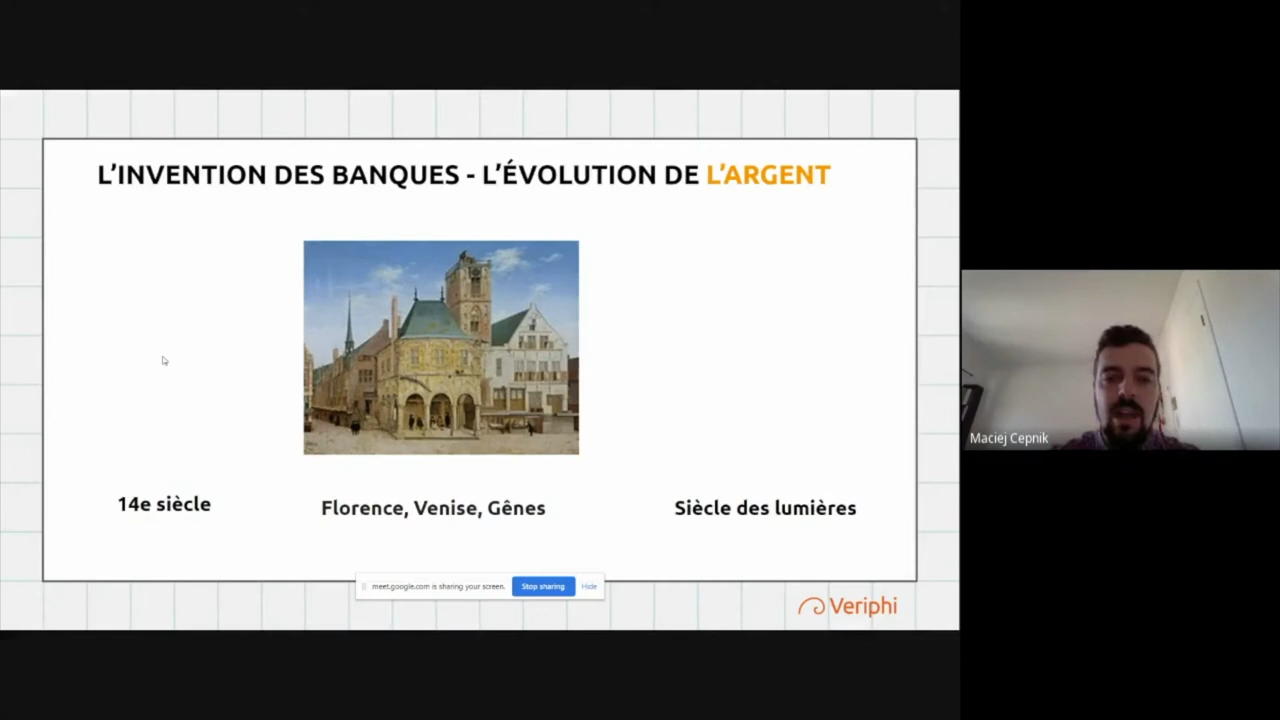 L'INVENTION DES BANQUES - L'ÉVOLUTION DE L'ARGENT
14e siècle
Florence, Venise, Gênes
Siècle des lumières
meet.google.com is sharing your screen. Stop sharing Hide
Veriphi
Maciej Cepnik